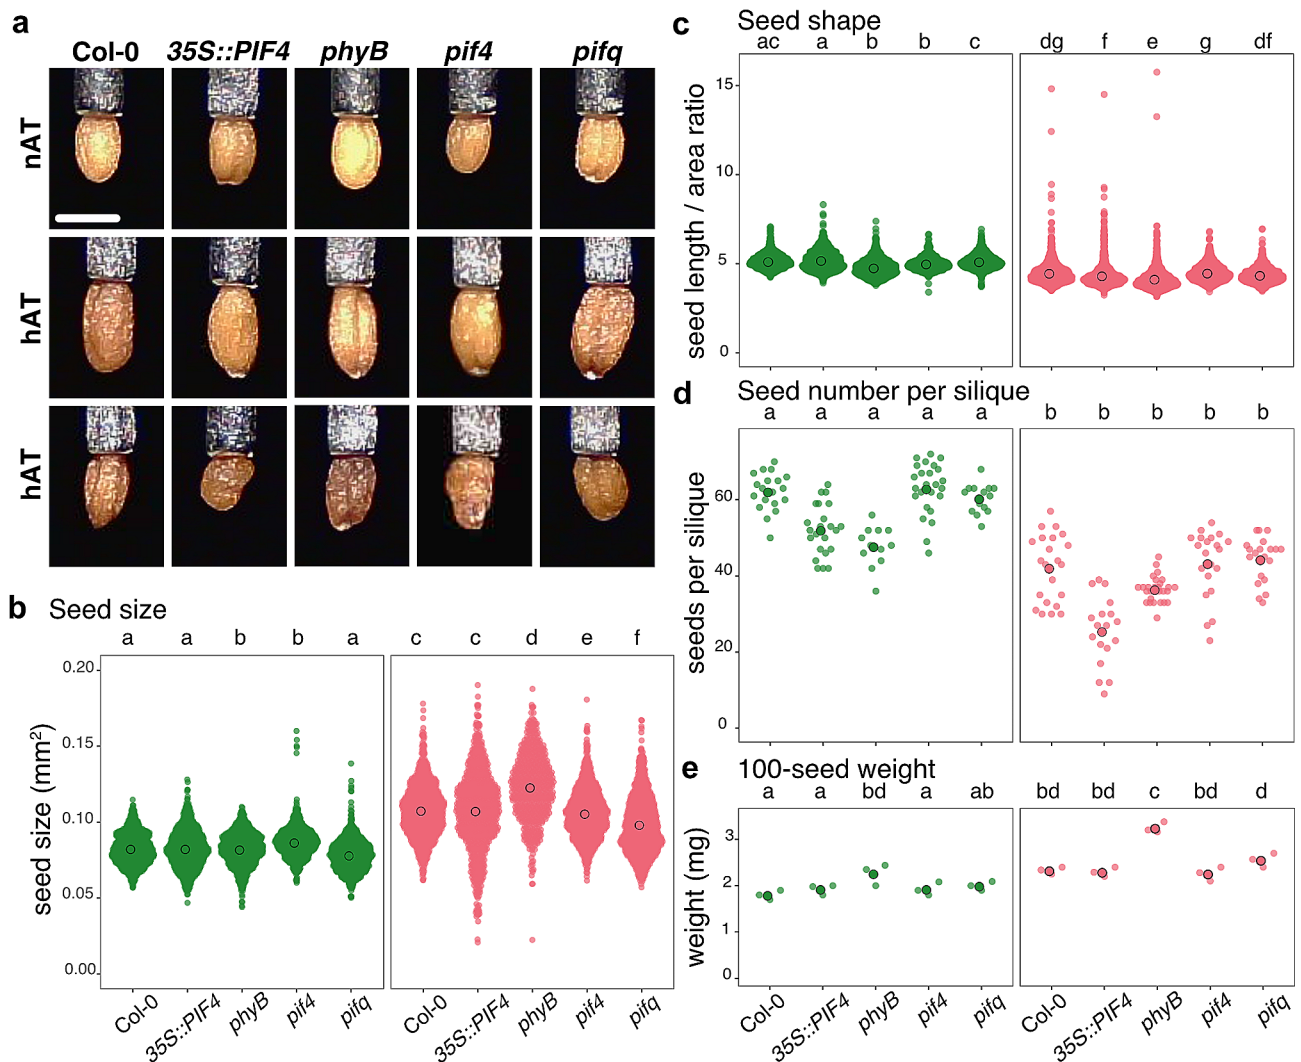 a
Col-0 35S::PIF4 phyB pif4 pifq
nAT
hAT
hAT
b Seed size
a a b b a c c d e f
seed size (mm²)
0.20
0.15
0.10
0.05
0.00
Col-0 35S::PIF4 phyB pif4 pifq Col-0 35S::PIF4 phyB pif4 pifq
c Seed shape
ac a b b c dg f e g df
seed length / area ratio
15
10
5
0
d Seed number per silique
a a a a a b b b b b
seeds per silique
60
40
20
0
e 100-seed weight
a a bd a ab bd bd c bd d
weight (mg)
3
2
1
0
Col-0 35S::PIF4 phyB pif4 pifq Col-0 35S::PIF4 phyB pif4 pifq